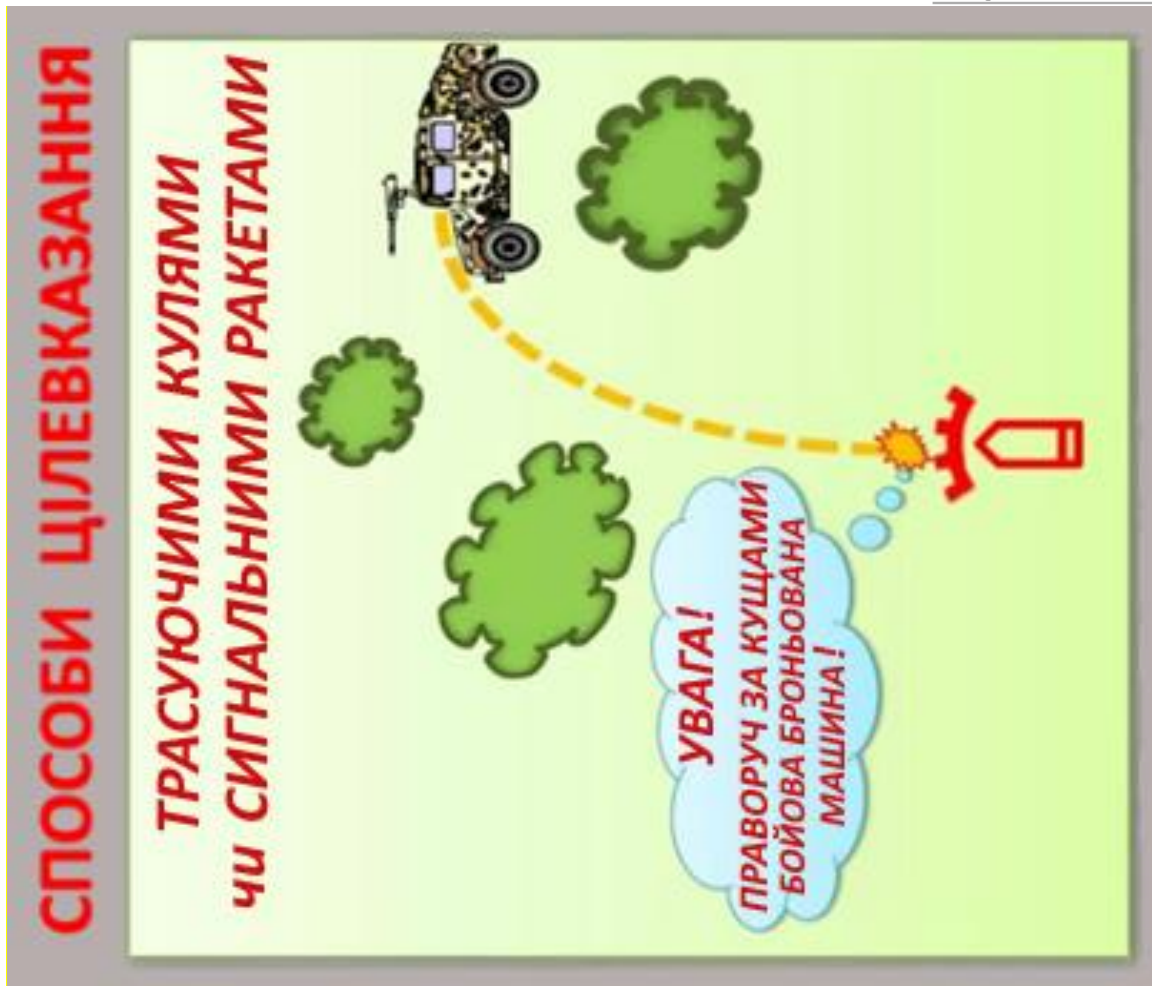 СПОСОБИ ЦІЛЕВКАЗАННЯ
ТРАСУЮЧИМИ КУЛЯМИ
чи СИГНАЛЬНИМИ РАКЕТАМИ
УВАГА!
ПРАВОРУЧ ЗА КУЩАМИ
БОЙОВА БРОНЬОВАНА
МАШИНА!